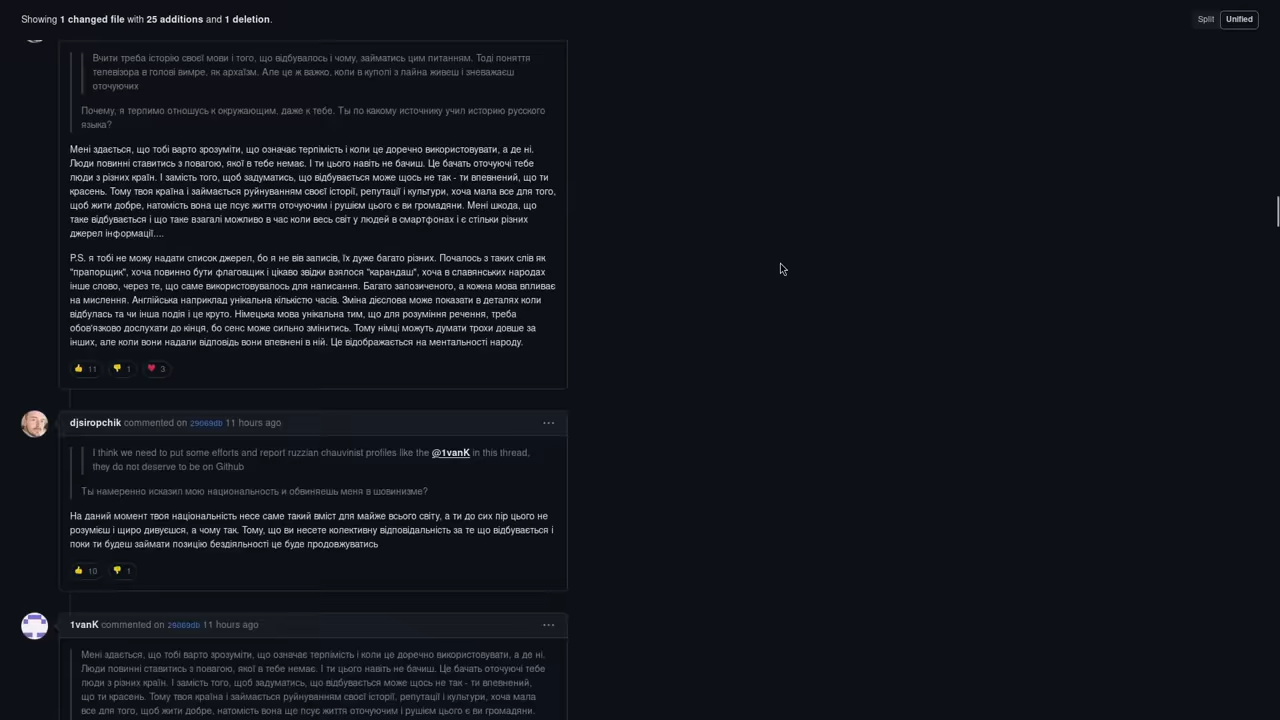 Showing 1 changed file with 25 additions and 1 deletion.
Split Unified
Вчити треба історію своєї мови і того, що відбувалось і чому, займатись цим питанням. Тоді поняття
телевізора в голові вимре, як архаїзм. Але це ж важко, коли в куполі з лайна живеш і зневажаєш
оточуючих
Почему, я терпимо отношусь к окружающим, даже к тебе. Ты по какому источнику учил историю русского
языка?
Мені здається, що тобі варто зрозуміти, що означає терпімість і коли це доречно використовувати, а де ні.
Люди повинні ставитись з повагою, якої в тебе немає. І ти цього навіть не бачиш. Це бачать оточуючі тебе
люди з різних країн. І замість того, щоб задуматись, що відбувається може щось не так - ти впевнений, що ти
красень. Тому твоя країна і займається руйнуванням своєї історії, репутації і культури, хоча мала все для того,
щоб жити добре, натомість вона ще псує життя оточуючим і рушієм цього є ви громадяни. Мені шкода, що
таке відбувається і що таке взагалі можливо в час коли весь світ у людей в смартфонах і є стільки різних
джерел інформації....
P.S. я тобі не можу надати список джерел, бо я не вів записів, їх дуже багато різних. Почалось з таких слів як
"прапорщик", хоча повинно бути флаговщик і цікаво звідки взялося "карандаш", хоча в славянських народах
інше слово, через те, що саме використовувалось для написання. Багато запозиченого, а кожна мова впливає
на мислення. Англійська наприклад унікальна кількістю часів. Зміна дієслова може показати в деталях коли
відбулась та чи інша подія і це круто. Німецька мова унікальна тим, що для розуміння речення, треба
обов'язково дослухати до кінця, бо сенс може сильно змінитись. Тому німці можуть думати трохи довше за
інших, але коли вони надали відповідь вони впевнені в ній. Це відображається на ментальності народу.
11 1 3
djsiropchik commented on 29069db 11 hours ago
I think we need to put some efforts and report ruzzian chauvinist profiles like the @1vanK in this thread,
they do not deserve to be on Github
Ты намеренно исказил мою национальность и обвиняешь меня в шовинизме?
На даний момент твоя національність несе саме такий вміст для майже всього світу, а ти до сих пір цього не
розумієш і щиро дивуєшся, а чому так. Тому, що ви несете колективну відповідальність за те що відбувається і
поки ти будеш займати позицію бездіяльності це буде продовжуватись
10 1
1vanK commented on 29069db 11 hours ago
Мені здається, що тобі варто зрозуміти, що означає терпімість і коли це доречно використовувати, а де ні.
Люди повинні ставитись з повагою, якої в тебе немає. І ти цього навіть не бачиш. Це бачать оточуючі тебе
люди з різних країн. І замість того, щоб задуматись, що відбувається може щось не так - ти впевнений,
що ти красень. Тому твоя країна і займається руйнуванням своєї історії, репутації і культури, хоча мала
все для того, щоб жити добре, натомість вона ще псує життя оточуючим і рушієм цього є ви громадяни.